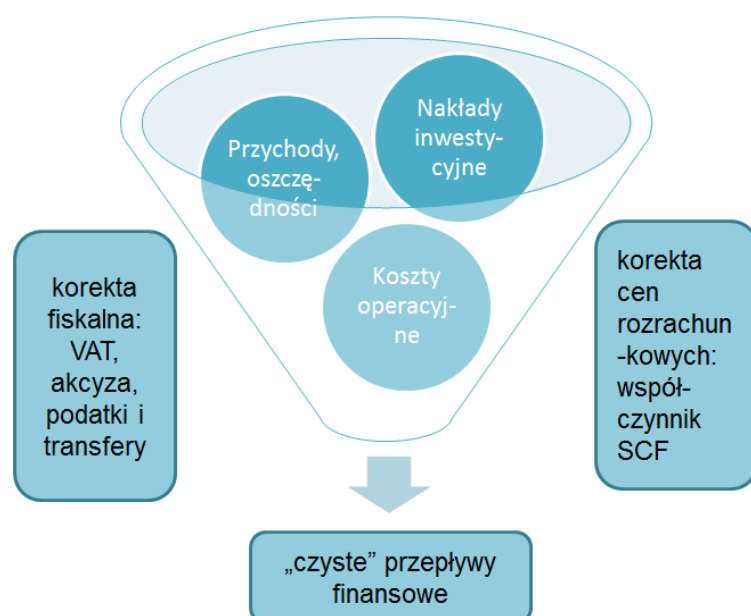 Przychody,
oszczę-
dności
Nakłady
inwesty-
cyjne
Koszty
operacyj-
ne
korekta
fiskalna:
VAT,
akcyza,
podatki i
transfery
korekta
cen
rozrachun
-kowych:
współ-
czynnik
SCF
„czyste” przepływy
finansowe